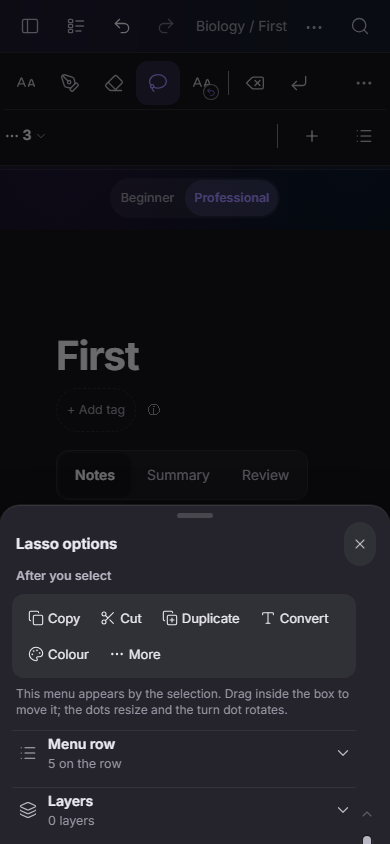 Biology / First
AA
AA
3
Beginner Professional
First
+ Add tag
Notes Summary Review
Lasso options
After you select
Copy Cut Duplicate Convert
Colour More
This menu appears by the selection. Drag inside the box to
move it; the dots resize and the turn dot rotates.
Menu row
5 on the row
Layers
0 layers